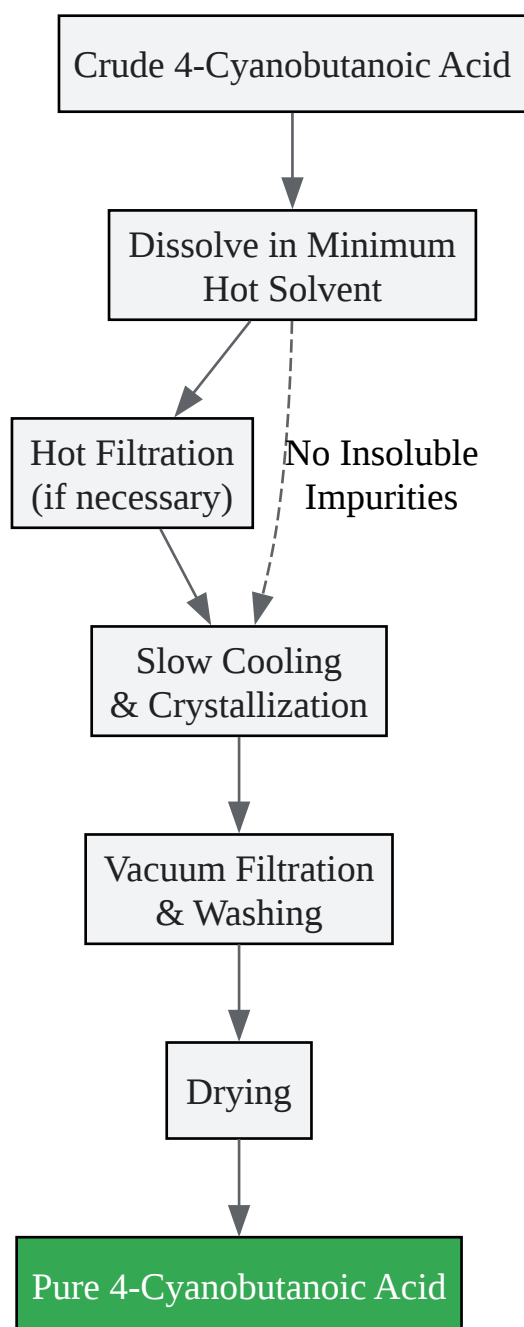 Crude 4-Cyanobutanoic Acid
Dissolve in Minimum
Hot Solvent
Hot Filtration
(if necessary)
No Insoluble
Impurities
Slow Cooling
& Crystallization
Vacuum Filtration
& Washing
Drying
Pure 4-Cyanobutanoic Acid